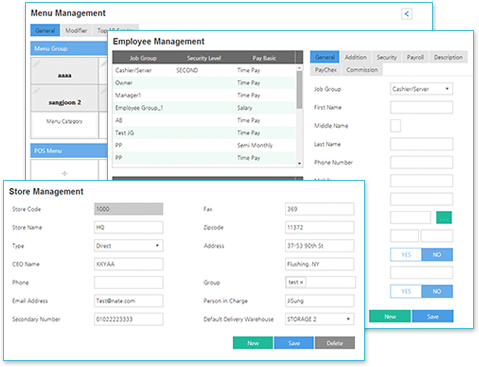 Menu Management
<
General Modifier
Menu Group
aaaa
sangjoon 2
Menu Category
POS Menu
+
Employee Management
Job Group Security Level Pay Basic
Cashier/Server SECOND Time Pay
Owner Time Pay
Manager1 Time Pay
Employee Group_1 Salary
AB Time Pay
Test JG Time Pay
PP Semi Monthly
PP Time Pay
General Addition Security Payroll Description
PayChex Commission
Job Group Cashier/Server
First Name
Middle Name
Last Name
Phone Number
...
YES NO
YES NO
New Save
Store Management
Store Code 1000 Fax 369
Store Name HQ Zipcode 11372
Type Direct Address 37-53 90th St
CEO Name KKYAA Flushing, NY
Phone Group test x
Email Address Test@nate.com Person in Charge JiSung
Secondary Number 01022223333 Default Delivery Warehouse STORAGE 2
New Save Delete